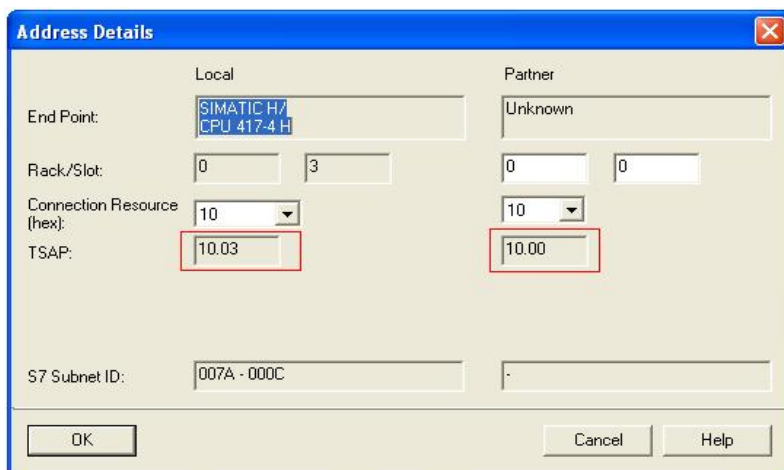 Address Details
Local Partner
End Point: SIMATIC H/ Unknown
CPU 417-4 H
Rack/Slot: 0 3 0 0
Connection Resource
(hex): 10 10
TSAP: 10.03 10.00
S7 Subnet ID: 007A - 000C -
OK Cancel Help